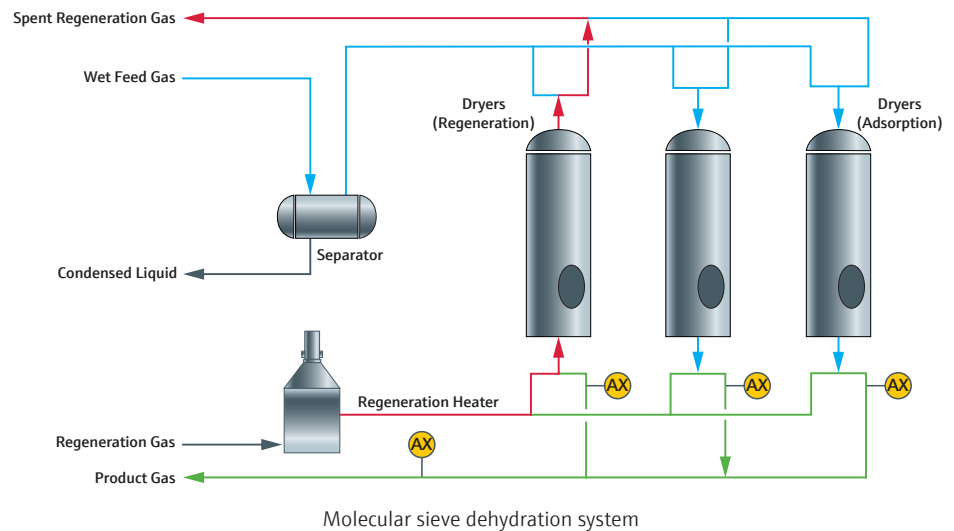 Spent Regeneration Gas
Wet Feed Gas
Dryers
(Regeneration)
Dryers
(Adsorption)
Separator
Condensed Liquid
AX
AX
AX
Regeneration Heater
Regeneration Gas
AX
Product Gas
Molecular sieve dehydration system